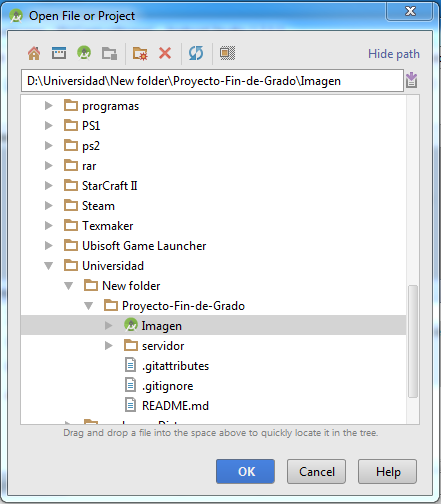 Open File or Project
Hide path
D:\Universidad\New folder\Proyecto-Fin-de-Grado\Imagen
programas
PS1
ps2
rar
StarCraft II
Steam
Texmaker
Ubisoft Game Launcher
Universidad
New folder
Proyecto-Fin-de-Grado
Imagen
servidor
.gitattributes
.gitignore
README.md
Drag and drop a file into the space above to quickly locate it in the tree.
OK
Cancel
Help